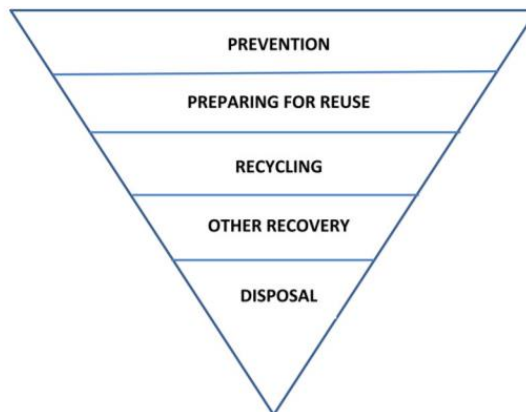 PREVENTION
PREPARING FOR REUSE
RECYCLING
OTHER RECOVERY
DISPOSAL